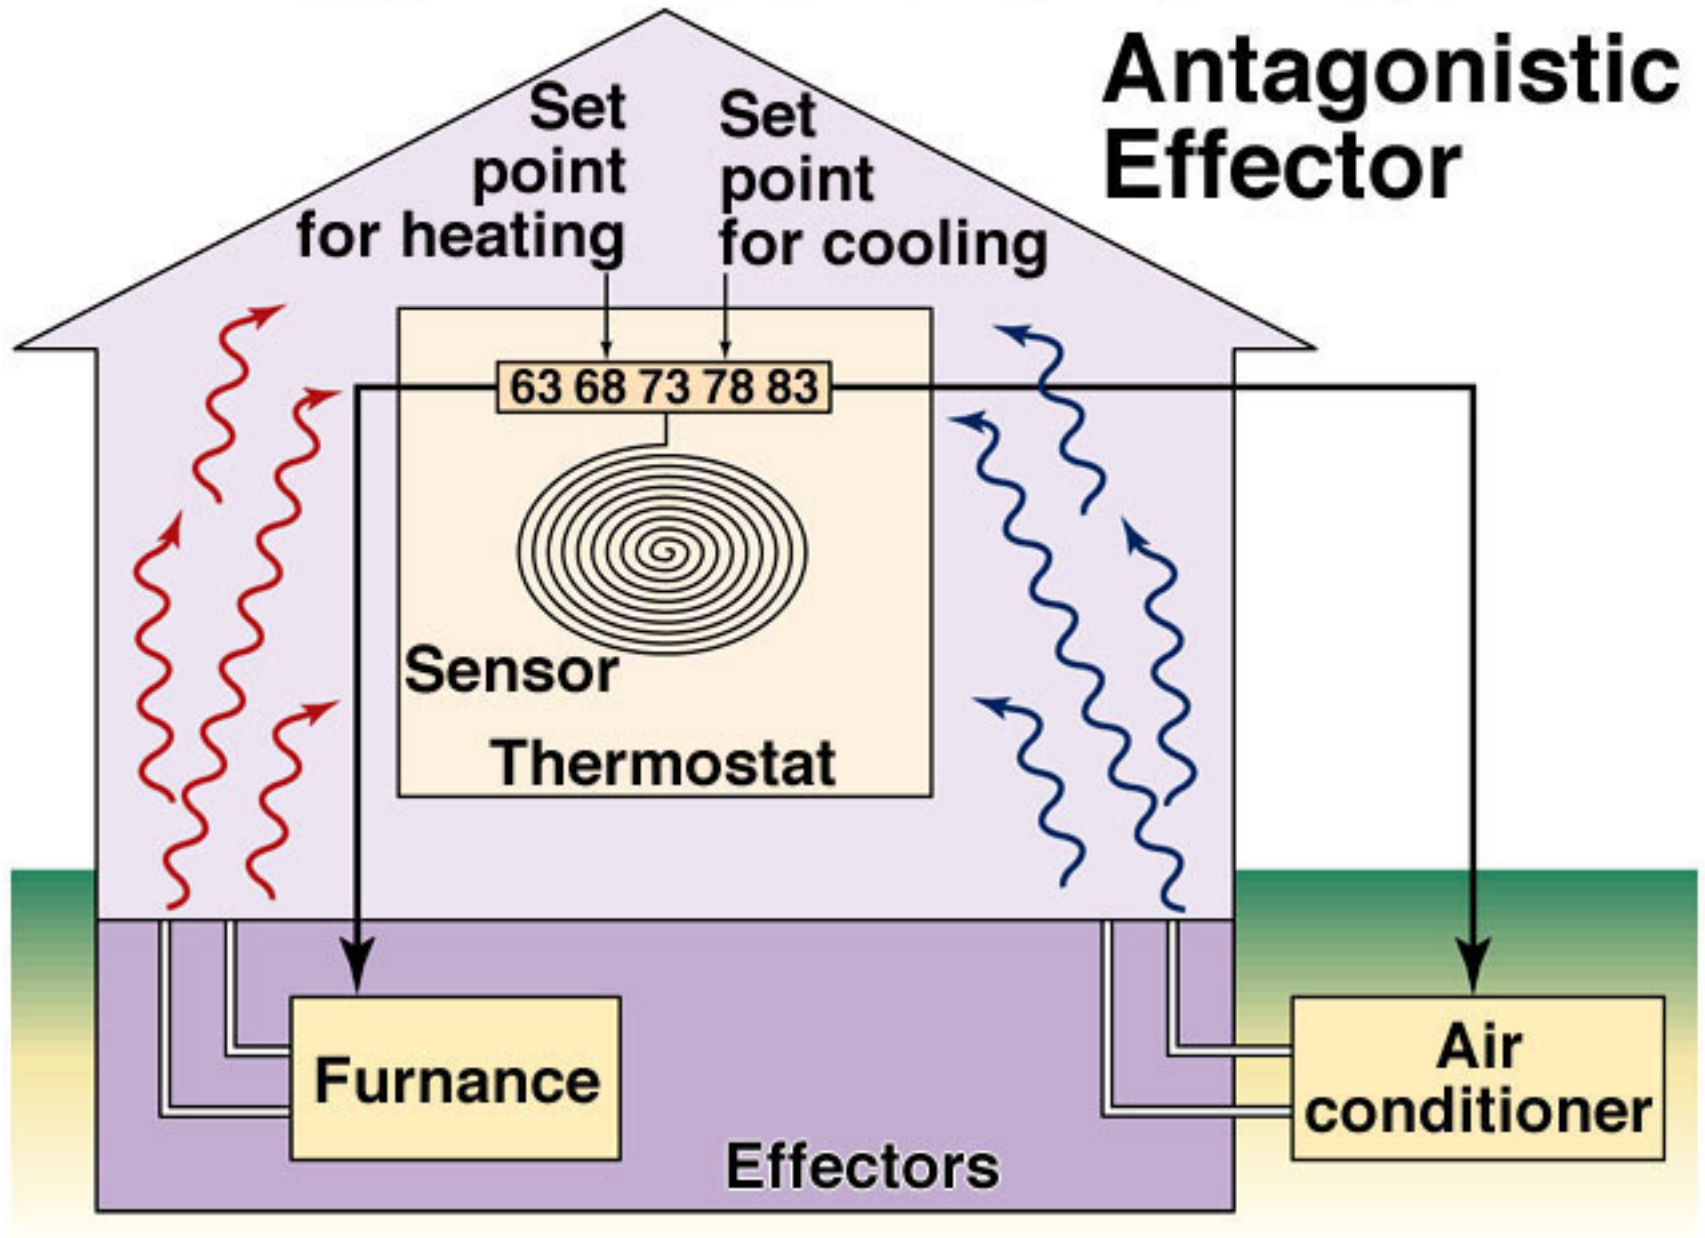 Antagonistic
Effector
Set
point
for heating
Set
point
for cooling
63 68 73 78 83
Sensor
Thermostat
Furnance
Air
conditioner
Effectors